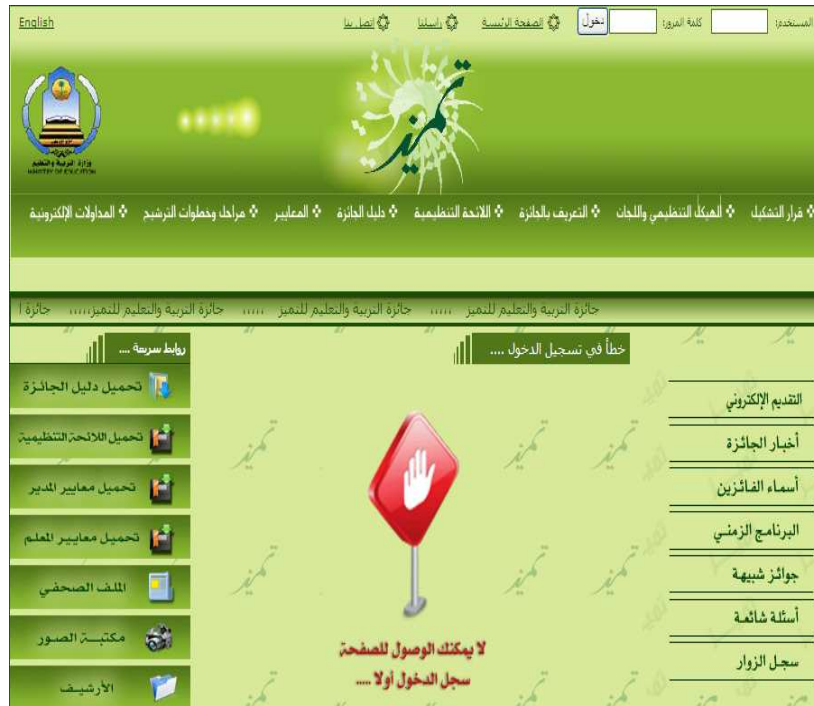 المستخدم: كلمة المرور: دخول الصفحة الرئيسية راسلنا اتصل بنا English
تميز
وزارة التربية والتعليم
MINISTRY OF EDUCATION
قرار التشكيل الهيكل التنظيمي واللجان التعريف بالجائزة اللائحة التنظيمية دليل الجائزة المعايير مراحل وخطوات الترشيح المداولات الإلكترونية
جائزة التربية والتعليم للتميز ،،،،، جائزة التربية والتعليم للتميز ،،،،، جائزة التربية والتعليم للتميز،،،،، جائزة ا
خطأ في تسجيل الدخول ....
لا يمكنك الوصول للصفحة
سجل الدخول أولا .....
التقديم الإلكتروني
أخبار الجائزة
أسماء الفائزين
البرنامج الزمني
جوائز شبيهة
أسئلة شائعة
سجل الزوار
روابط سريعة ....
تحميل دليل الجائزة
تحميل اللائحة التنظيمية
تحميل معايير المدير
تحميل معايير المعلم
الملف الصحفي
مكتبة الصور
الأرشيف